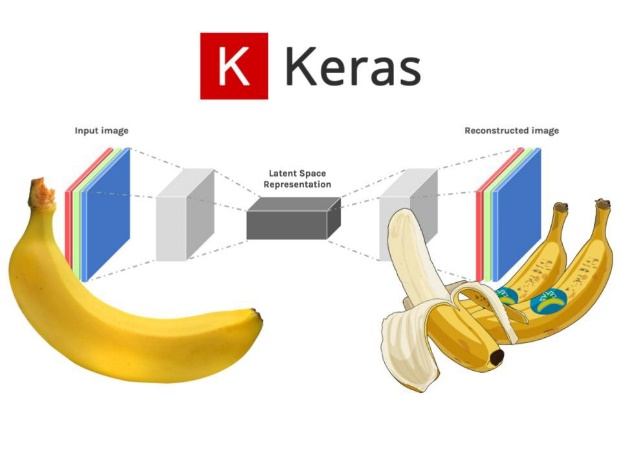 K Keras
Input image
Reconstructed image
Latent Space
Representation